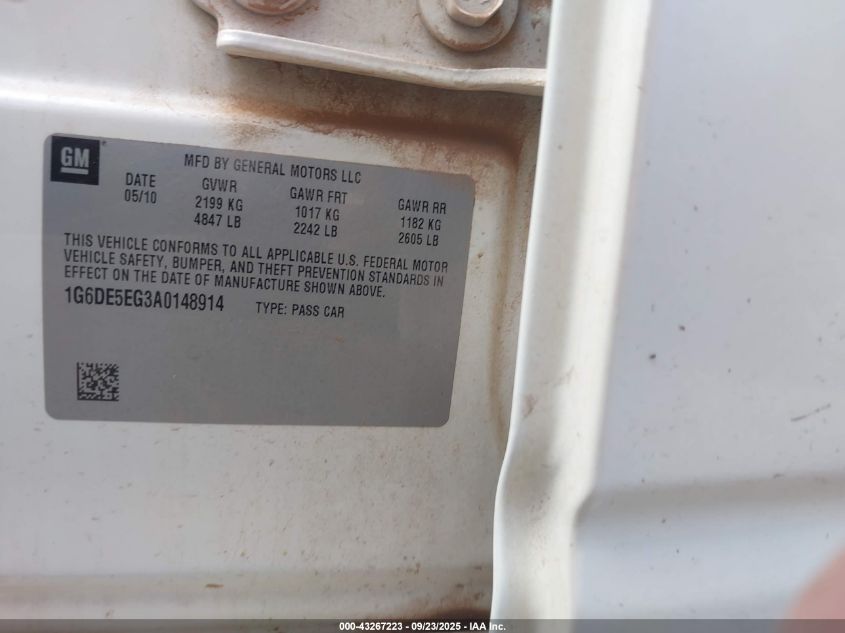 GM
MFD BY GENERAL MOTORS LLC
DATE GVWR GAWR FRT GAWR RR
05/10 2199 KG 1017 KG 1182 KG
4847 LB 2242 LB 2605 LB
THIS VEHICLE CONFORMS TO ALL APPLICABLE U.S. FEDERAL MOTOR
VEHICLE SAFETY, BUMPER, AND THEFT PREVENTION STANDARDS IN
EFFECT ON THE DATE OF MANUFACTURE SHOWN ABOVE.
1G6DE5EG3A0148914 TYPE: PASS CAR
000-43267223 - 09/23/2025 - IAA Inc.